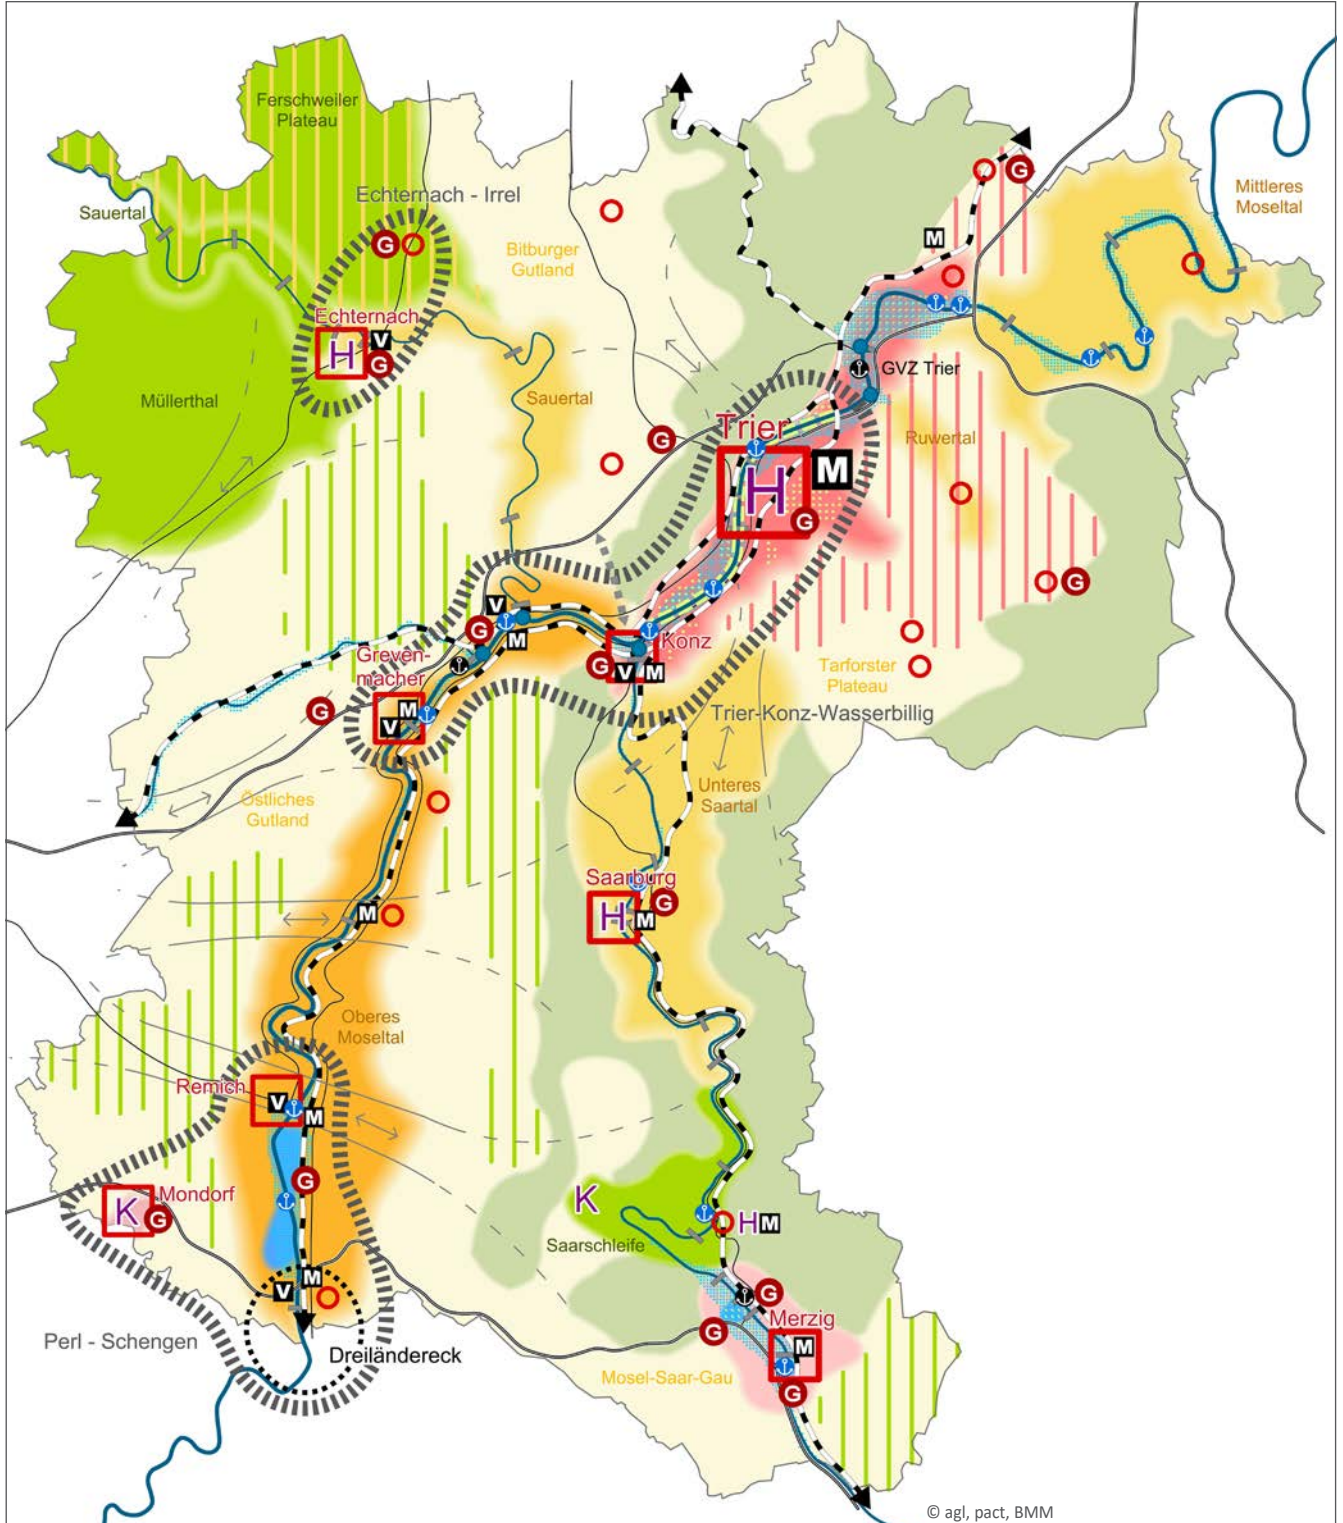 Ferschweiler
Plateau
Sauertal
Echternach - Irrel
Mittleres
Moseltal
G
M
G
Bitburger
Gutland
Echternach
V
H
G
GVZ Trier
Müllerthal
Sauertal
Trier
G
Ruwertal
M
H
G
G
V
G
M
Konz
G
V
M
Greven-
macher
Tarforster
Plateau
G
M
V
Trier-Konz-Wasserbillig
Östliches
Gutland
Unteres
Saartal
Saarburg
G
M
H
M
Oberes
Moseltal
Remich
V
M
G
Mondorf
K
G
K
H
M
Saarschleife
M
V
G
Merzig
G
M
Perl - Schengen
Dreiländereck
Mosel-Saar-Gau
G
© agl, pact, BMM